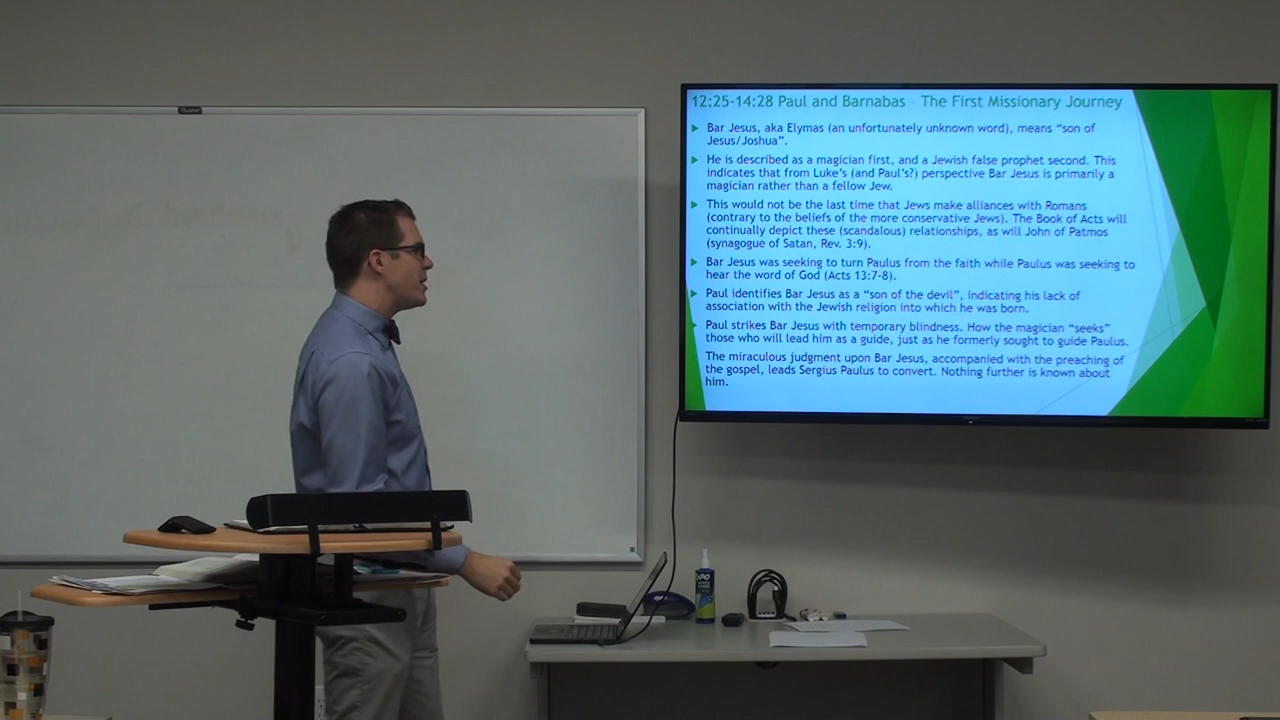 12:25-14:28 Paul and Barnabas – The First Missionary Journey
Bar Jesus, aka Elymas (an unfortunately unknown word), means "son of
Jesus/Joshua".
He is described as a magician first, and a Jewish false prophet second. This
indicates that from Luke's (and Paul's?) perspective Bar Jesus is primarily a
magician rather than a fellow Jew.
This would not be the last time that Jews make alliances with Romans
(contrary to the beliefs of the more conservative Jews). The Book of Acts will
continually depict these (scandalous) relationships, as will John of Patmos
(synagogue of Satan, Rev. 3:9).
Bar Jesus was seeking to turn Paulus from the faith while Paulus was seeking to
hear the word of God (Acts 13:7-8).
Paul identifies Bar Jesus as a "son of the devil", indicating his lack of
association with the Jewish religion into which he was born.
Paul strikes Bar Jesus with temporary blindness. How the magician "seeks"
those who will lead him as a guide, just as he formerly sought to guide Paulus.
The miraculous judgment upon Bar Jesus, accompanied with the preaching of
the gospel, leads Sergius Paulus to convert. Nothing further is known about
him.
EXPO